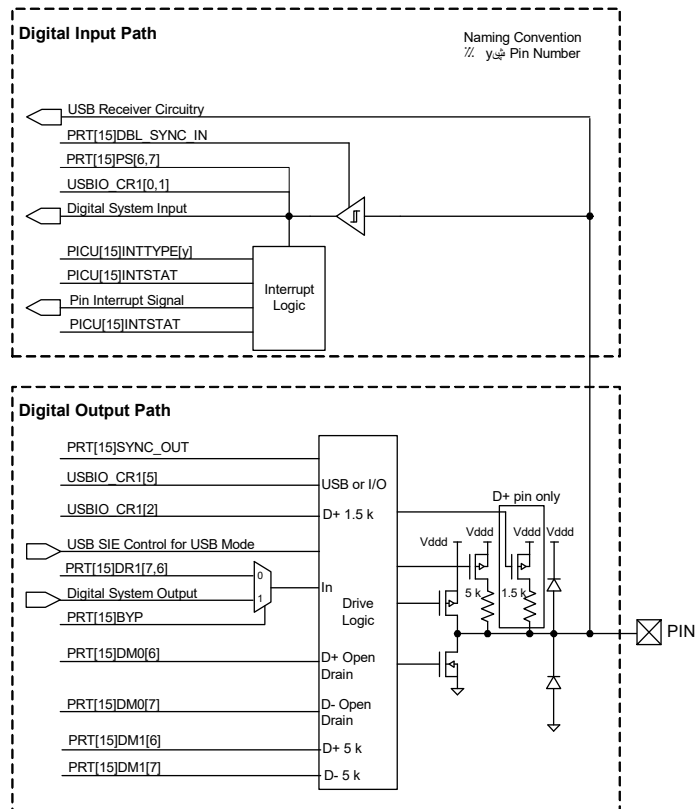 Digital Input Path
Naming Convention
y Pin Number
USB Receiver Circuitry
PRT[15]DBL_SYNC_IN
PRT[15]PS[6,7]
USBIO_CR1[0,1]
Digital System Input
PICU[15]INTTYPE[y]
PICU[15]INTSTAT
Interrupt
Logic
Pin Interrupt Signal
PICU[15]INTSTAT
Digital Output Path
PRT[15]SYNC_OUT
USBIO_CR1[5]
USB or I/O
USBIO_CR1[2]
D+ 1.5 k
D+ pin only
Vddd
Vddd
Vddd
Vddd
USB SIE Control for USB Mode
PRT[15]DR1[7,6]
0
In
5 k
1.5 k
Digital System Output
1
Drive
Logic
PRT[15]BYP
PIN
PRT[15]DM0[6]
D+ Open
Drain
PRT[15]DM0[7]
D- Open
Drain
PRT[15]DM1[6]
D+ 5 k
PRT[15]DM1[7]
D- 5 k